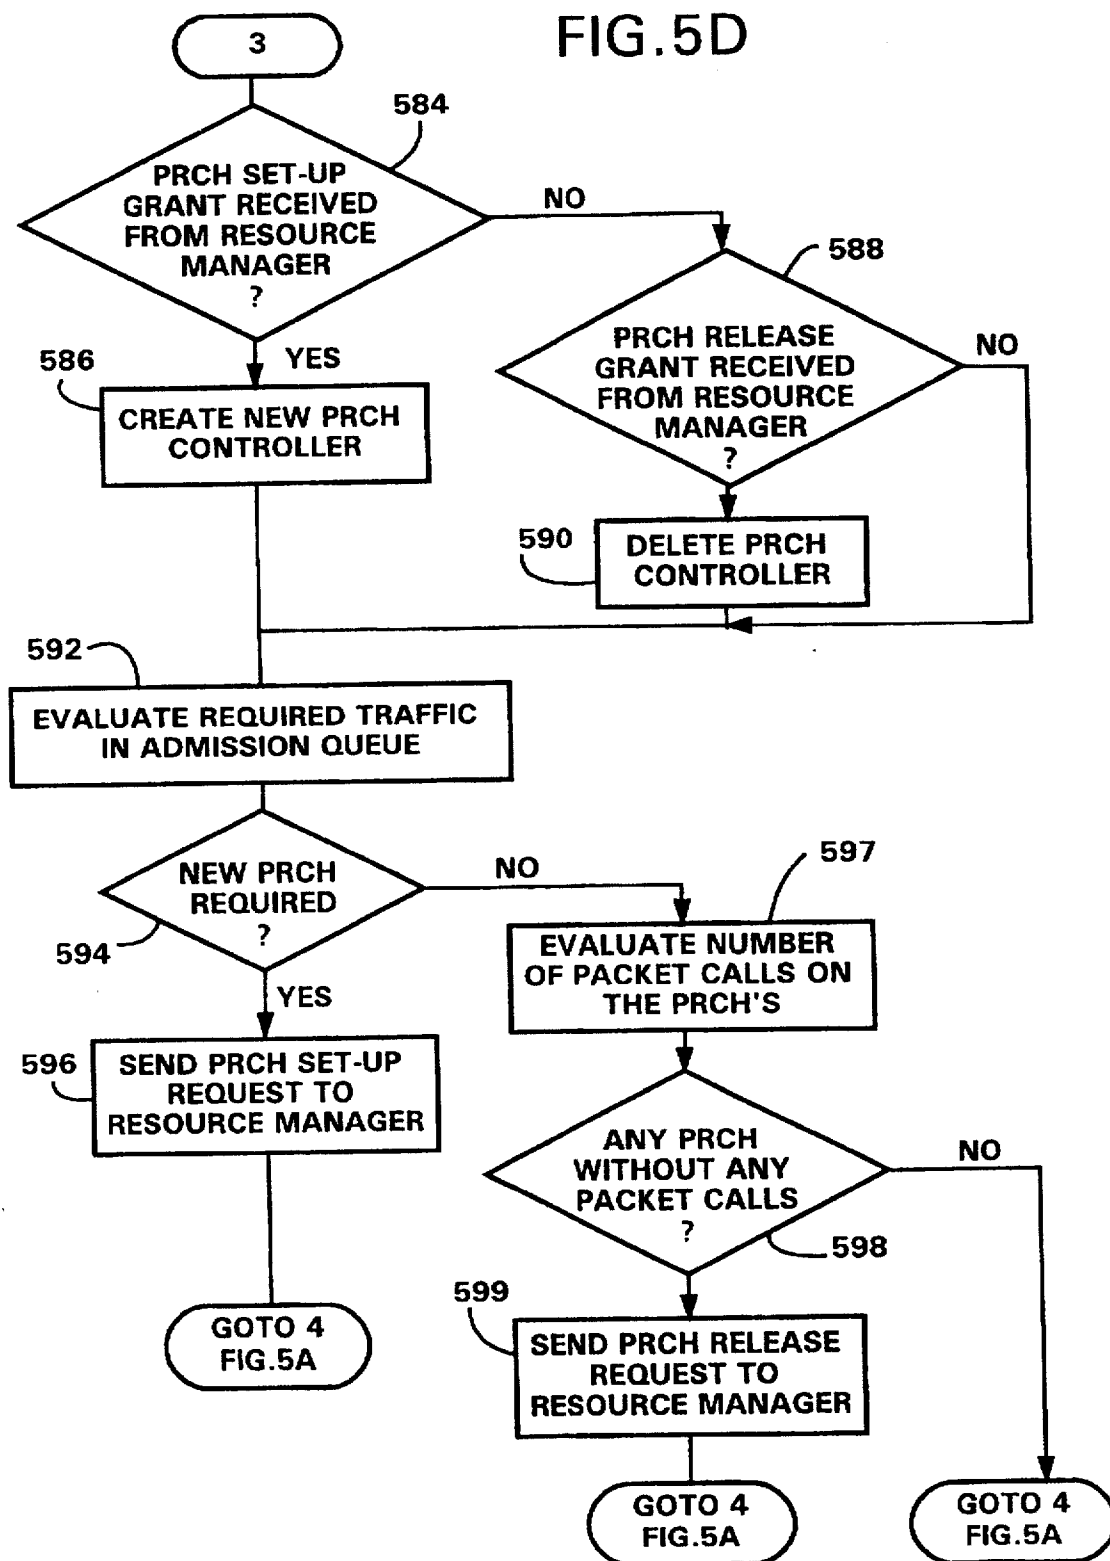 FIG.5D
3
584
PRCH SET-UP
GRANT RECEIVED
FROM RESOURCE
MANAGER
?
NO
588
PRCH RELEASE
GRANT RECEIVED
FROM RESOURCE
MANAGER
?
NO
YES
586
CREATE NEW PRCH
CONTROLLER
590
DELETE PRCH
CONTROLLER
592
EVALUATE REQUIRED TRAFFIC
IN ADMISSION QUEUE
NEW PRCH
REQUIRED
?
594
NO
597
EVALUATE NUMBER
OF PACKET CALLS ON
THE PRCH'S
YES
596
SEND PRCH SET-UP
REQUEST TO
RESOURCE MANAGER
ANY PRCH
WITHOUT ANY
PACKET CALLS
?
NO
598
GOTO 4
FIG.5A
599
SEND PRCH RELEASE
REQUEST TO
RESOURCE MANAGER
GOTO 4
FIG.5A
GOTO 4
FIG.5A